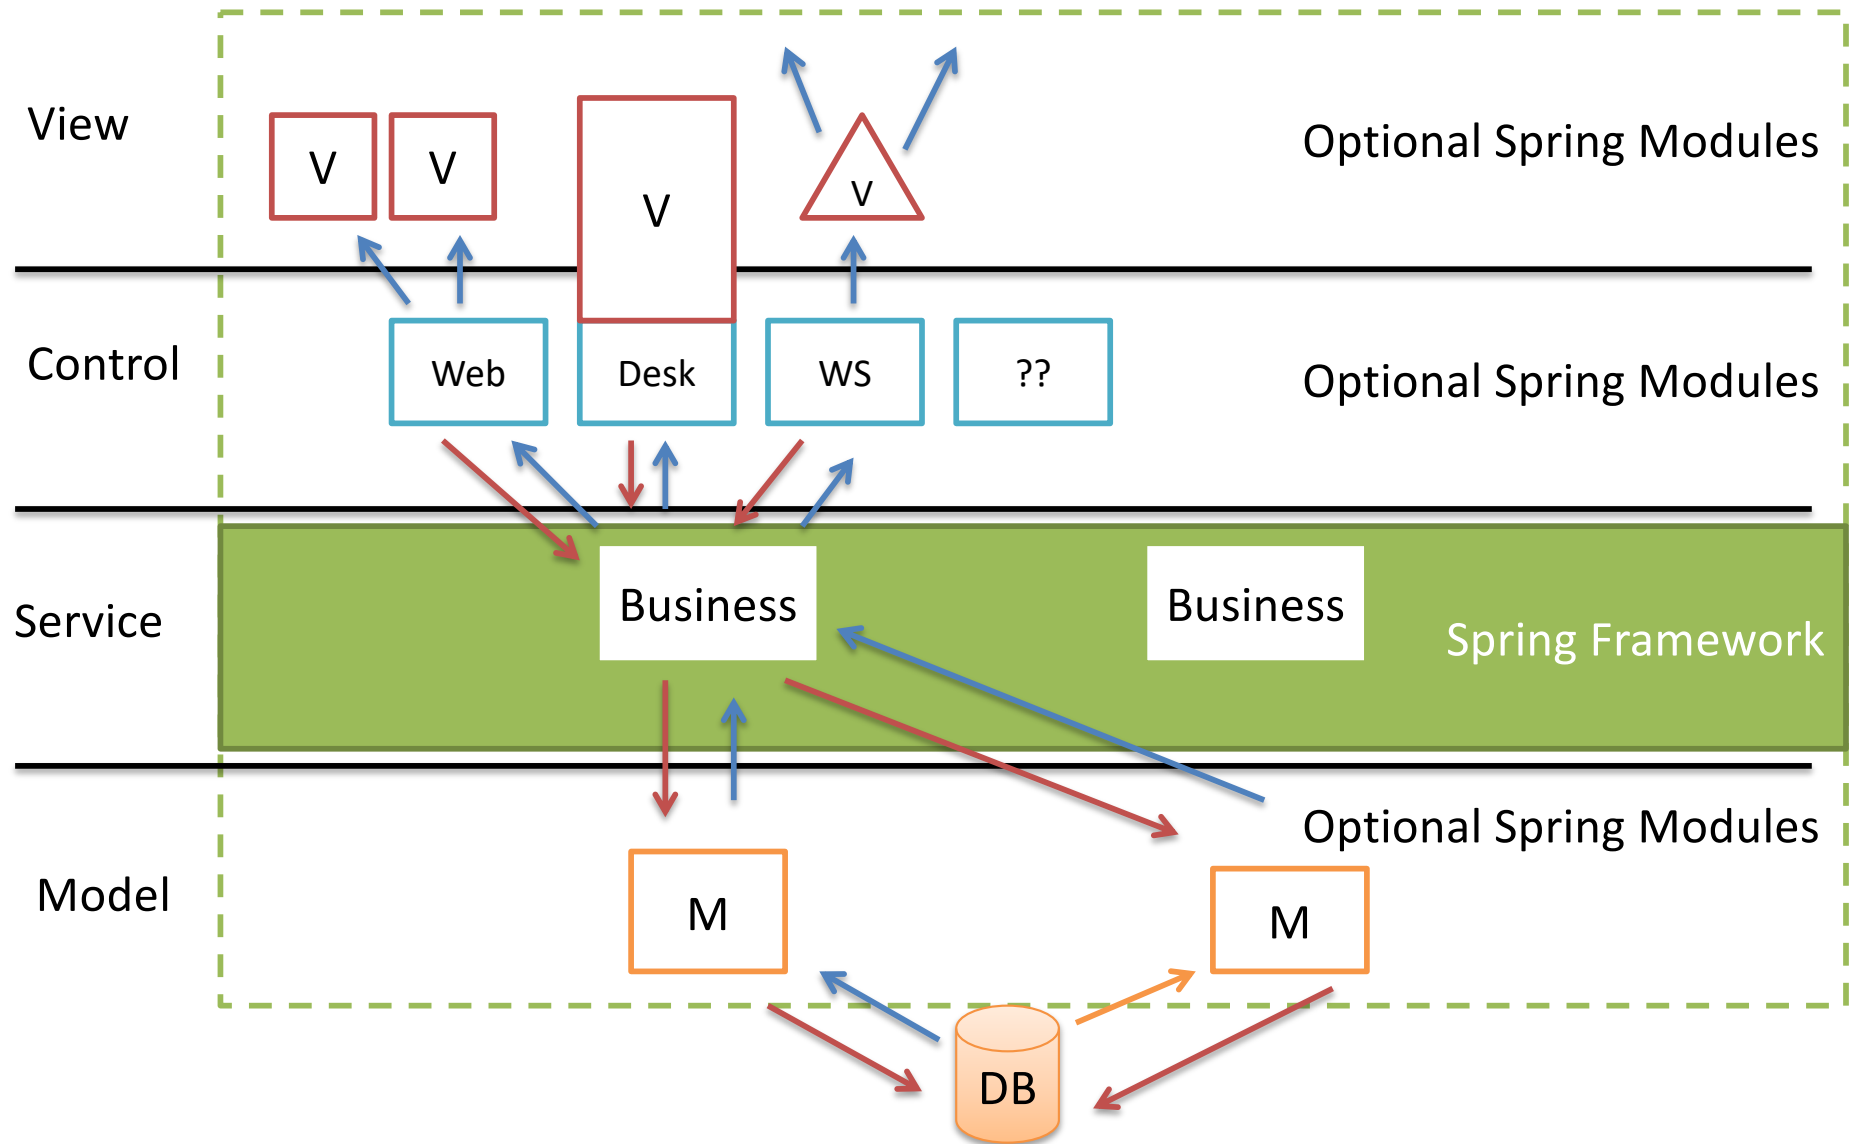 View
V
V
V
V
Optional Spring Modules
Control
Web
Desk
WS
??
Optional Spring Modules
Service
Business
Business
Spring Framework
Optional Spring Modules
Model
M
M
DB